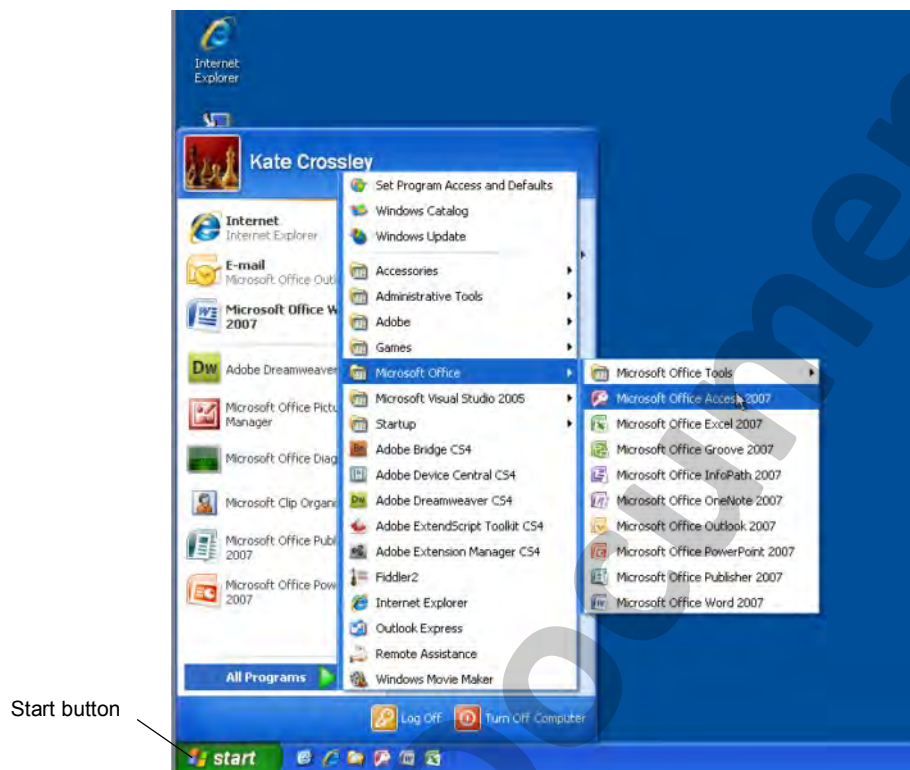 Internet
Explorer
Kate Crossley
Internet
Internet Explorer
E-mail
Microsoft Office Outl
Microsoft Office W
2007
Adobe Dreamweaver
Microsoft Office Pictu
Manager
Microsoft Office Diag
Microsoft Clip Organi
Microsoft Office Publ
2007
Microsoft Office Pow
2007
All Programs
Set Program Access and Defaults
Windows Catalog
Windows Update
Accessories
Administrative Tools
Adobe
Games
Microsoft Office
Microsoft Visual Studio 2005
Startup
Adobe Bridge CS4
Adobe Device Central CS4
Adobe Dreamweaver CS4
Adobe ExtendScript Toolkit CS4
Adobe Extension Manager CS4
Fiddler2
Internet Explorer
Outlook Express
Remote Assistance
Windows Movie Maker
Microsoft Office Tools
Microsoft Office Access 2007
Microsoft Office Excel 2007
Microsoft Office Groove 2007
Microsoft Office InfoPath 2007
Microsoft Office OneNote 2007
Microsoft Office Outlook 2007
Microsoft Office PowerPoint 2007
Microsoft Office Publisher 2007
Microsoft Office Word 2007
Log Off
Turn Off Computer
Start button
start